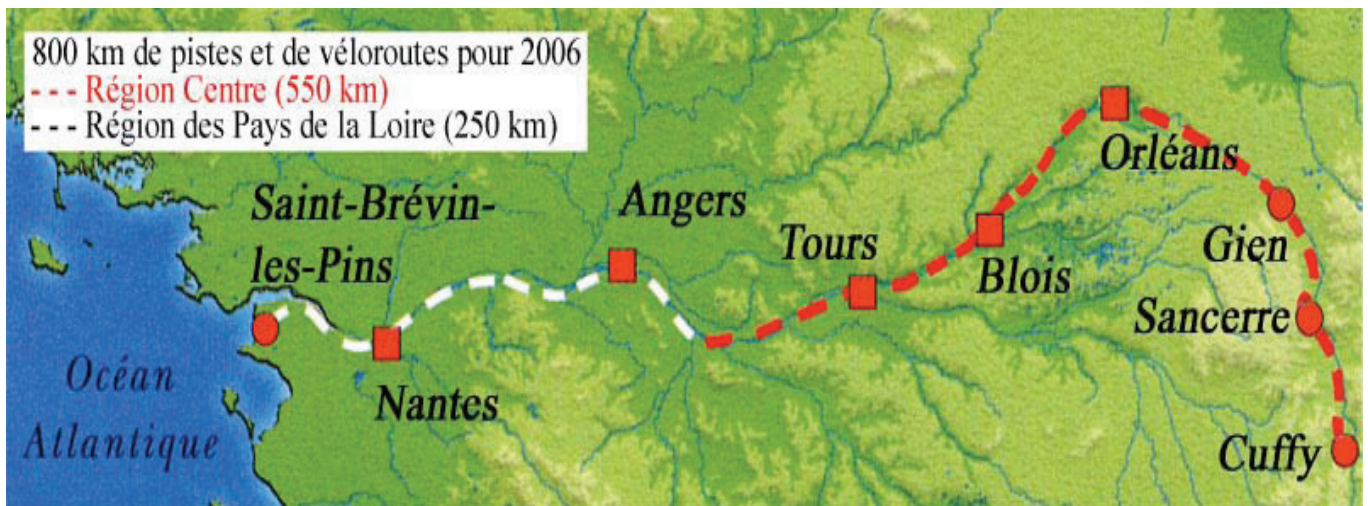 800 km de pistes et de véloroutes pour 2006
--- Région Centre (550 km)
--- Région des Pays de la Loire (250 km)
Orléans
Saint-Brévin-
les-Pins
Angers
Tours
Gien
Blois
Sancerre
Océan
Atlantique
Nantes
Cuffy